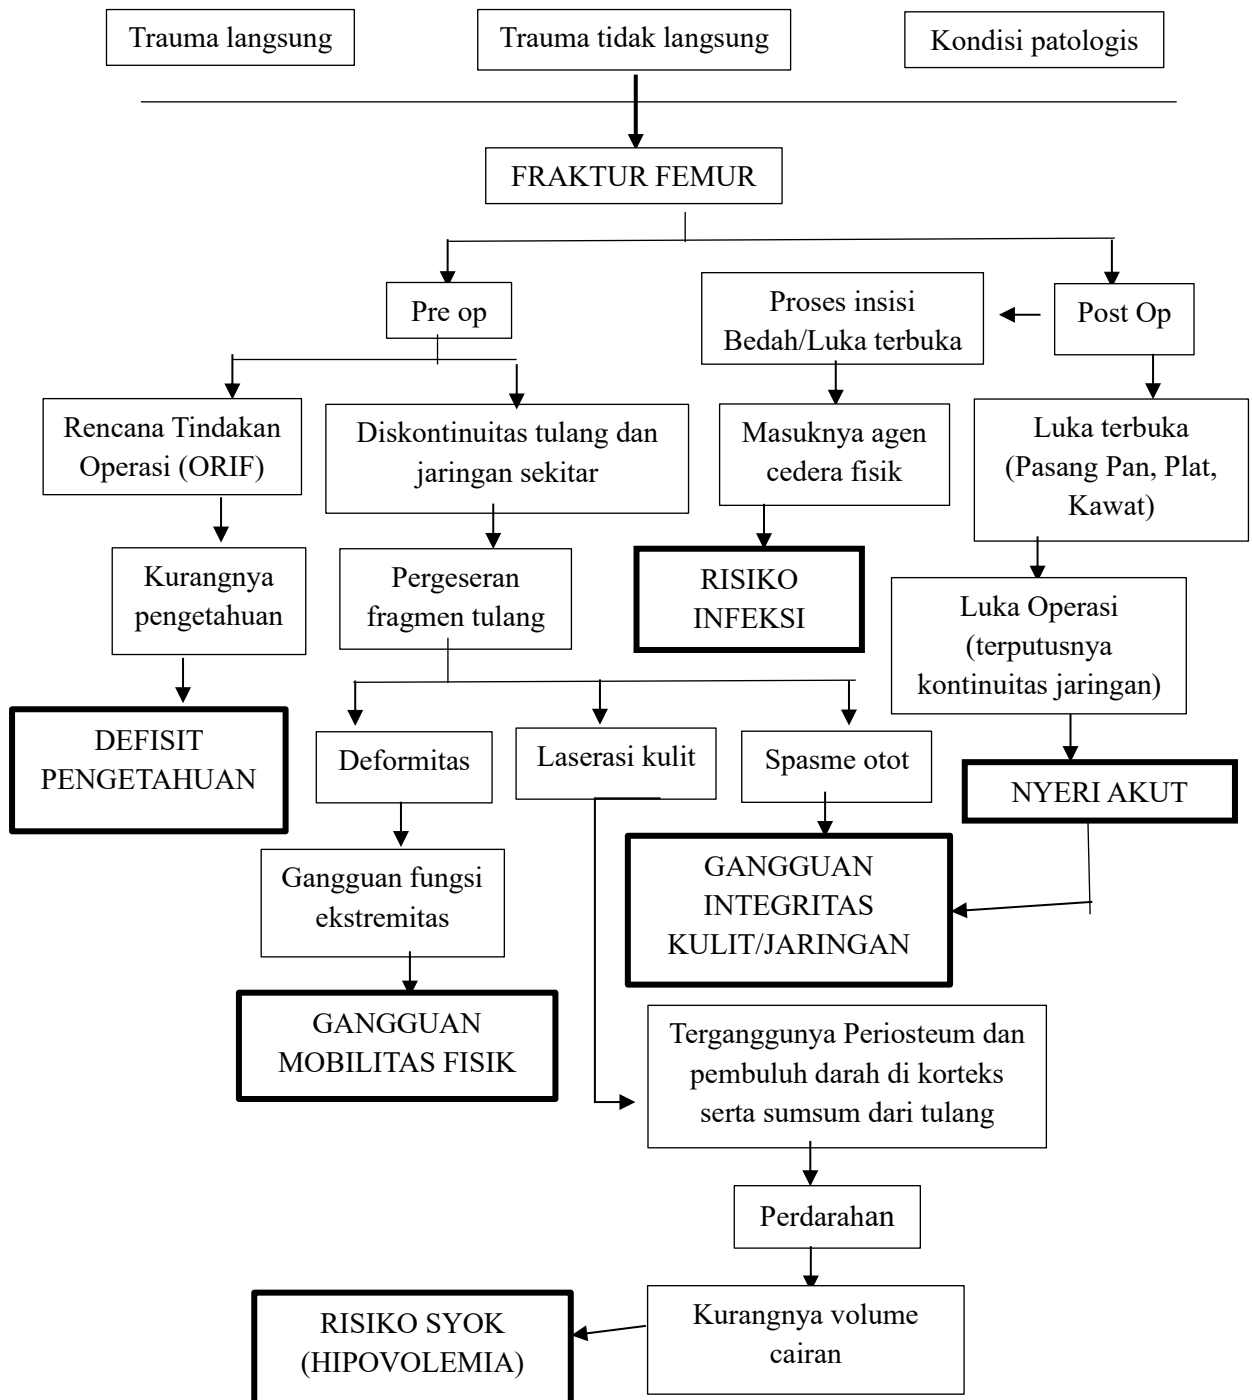 Trauma langsung
Trauma tidak langsung
Kondisi patologis
FRAKTUR FEMUR
Pre op
Proses insisi
Bedah/Luka terbuka
Post Op
Rencana Tindakan
Operasi (ORIF)
Diskontinuitas tulang dan
jaringan sekitar
Masuknya agen
cedera fisik
Luka terbuka
(Pasang Pan, Plat,
Kawat)
Kurangnya
pengetahuan
Pergeseran
fragmen tulang
RISIKO
INFEKSI
Luka Operasi
(terputusnya
kontinuitas jaringan)
DEFISIT
PENGETAHUAN
Deformitas
Laserasi kulit
Spasme otot
NYERI AKUT
Gangguan fungsi
ekstremitas
GANGGUAN
INTEGRITAS
KULIT/JARINGAN
GANGGUAN
MOBILITAS FISIK
Terganggunya Periosteum dan
pembuluh darah di korteks
serta sumsum dari tulang
Perdarahan
RISIKO SYOK
(HIPOVOLEMIA)
Kurangnya volume
cairan